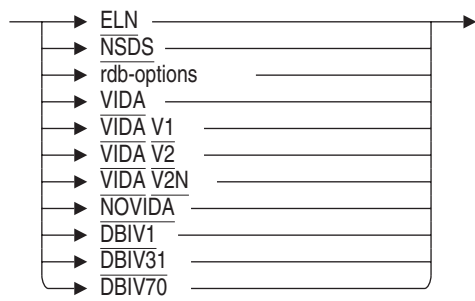 ELN
NSDS
rdb-options
VIDA
VIDA V1
VIDA V2
VIDA V2N
NOVIDA
DBIV1
DBIV31
DBIV70